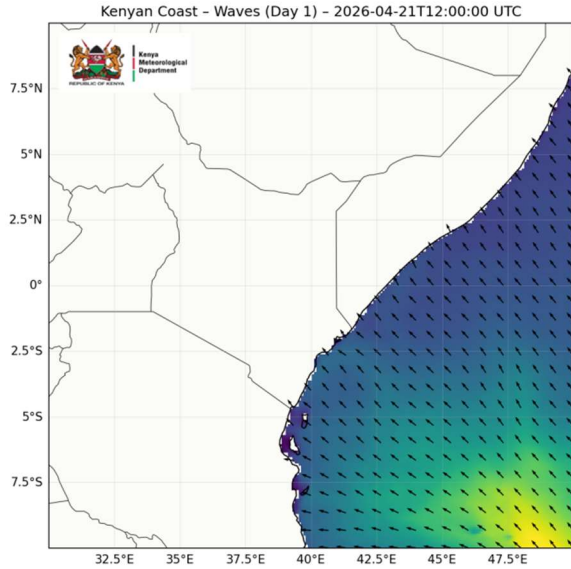 Kenyan Coast – Waves (Day 1) – 2026-04-21T12:00:00 UTC
Kenya
Meteorological
Department
REPUBLIC OF KENYA
7.5°N
5°N
2.5°N
0°
2.5°S
5°S
7.5°S
32.5°E
35°E
37.5°E
40°E
42.5°E
45°E
47.5°E